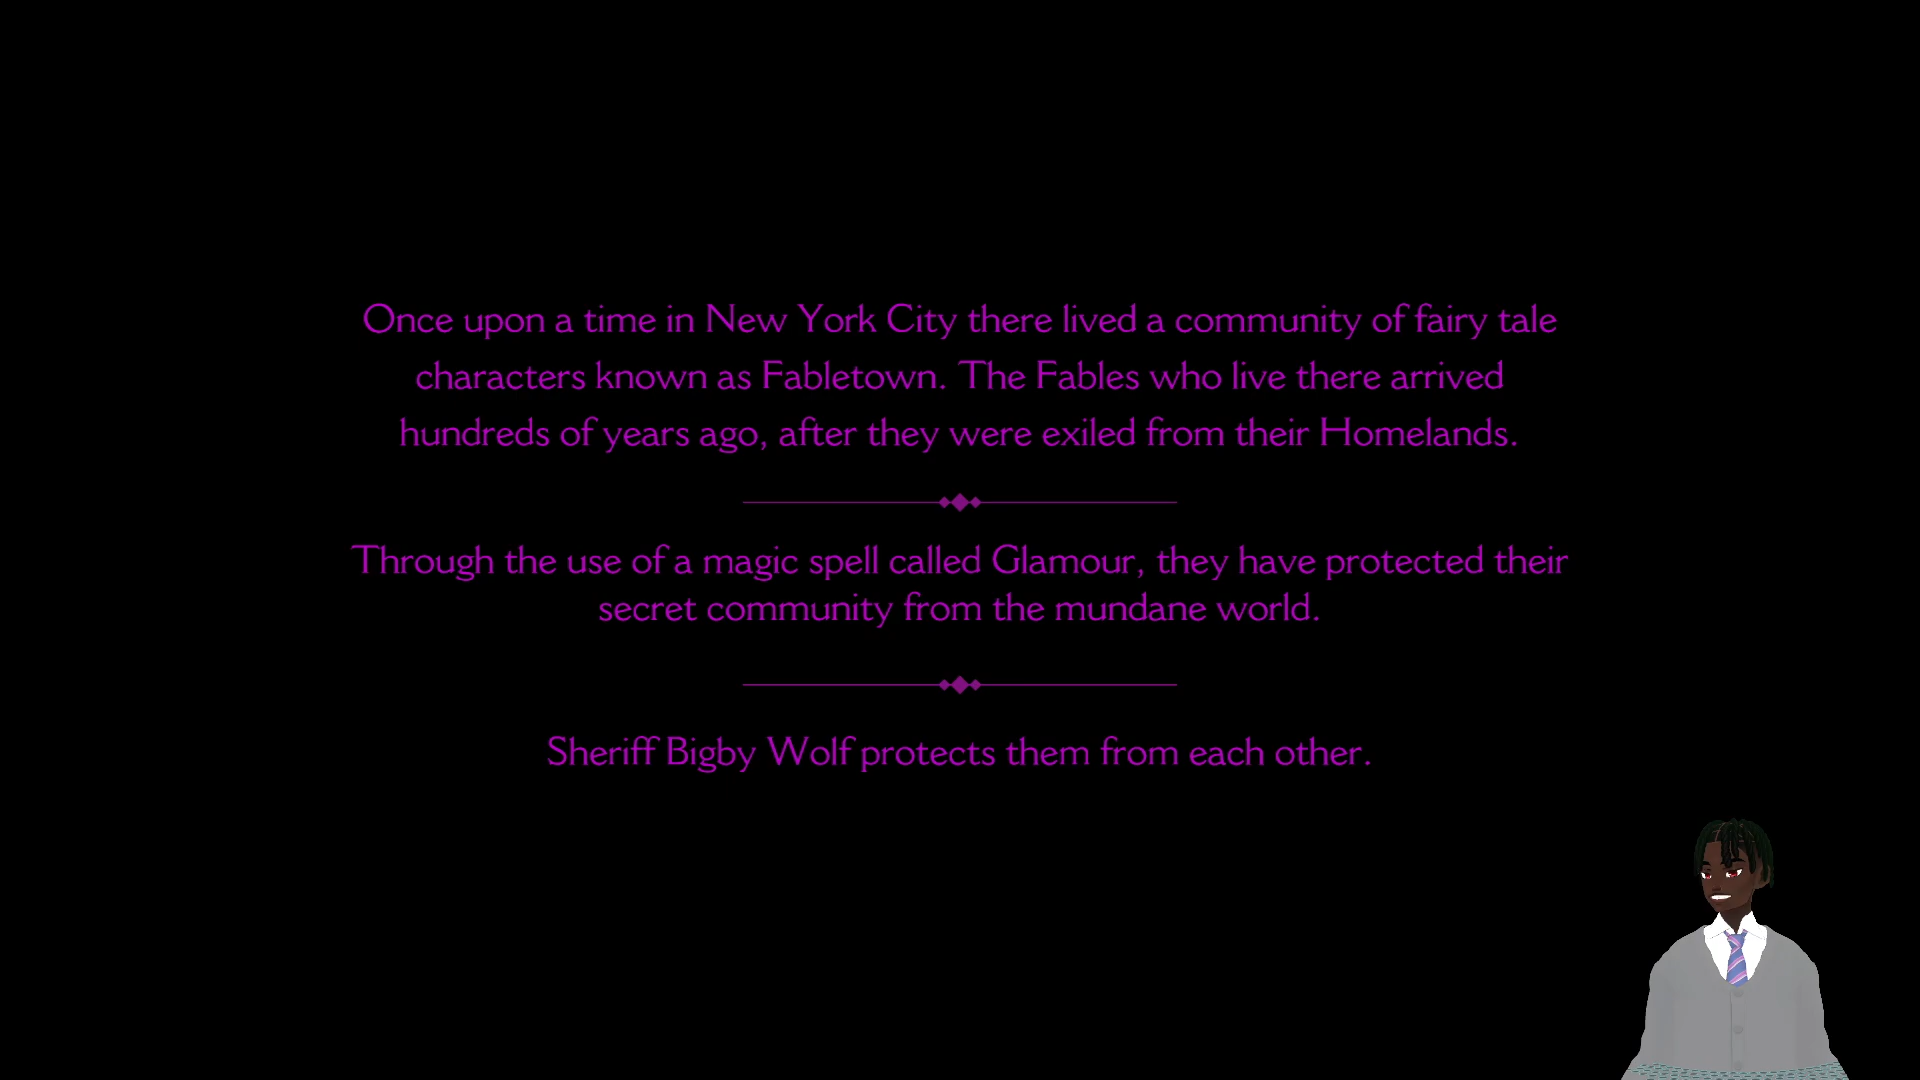 Once upon a time in New York City there lived a community of fairy tale
characters known as Fabletown. The Fables who live there arrived
hundreds of years ago, after they were exiled from their Homelands.
Through the use of a magic spell called Glamour, they have protected their
secret community from the mundane world.
Sheriff Bigby Wolf protects them from each other.